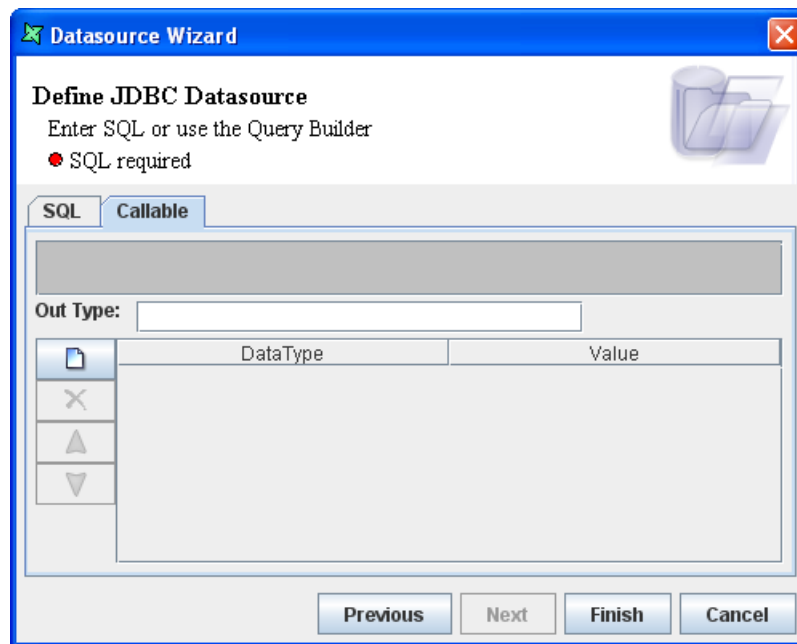 Datasource Wizard
Define JDBC Datasource
Enter SQL or use the Query Builder
SQL required
SQL Callable
Out Type:
DataType Value
Previous Next Finish Cancel